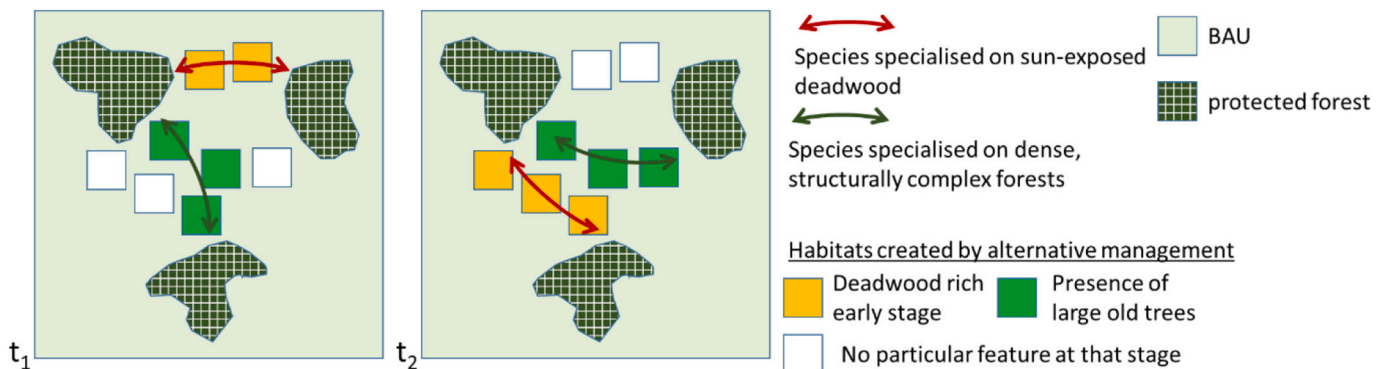 t1
t2
Species specialised on sun-exposed
deadwood
Species specialised on dense,
structurally complex forests
BAU
protected forest
Habitats created by alternative management
Deadwood rich
early stage
Presence of
large old trees
No particular feature at that stage